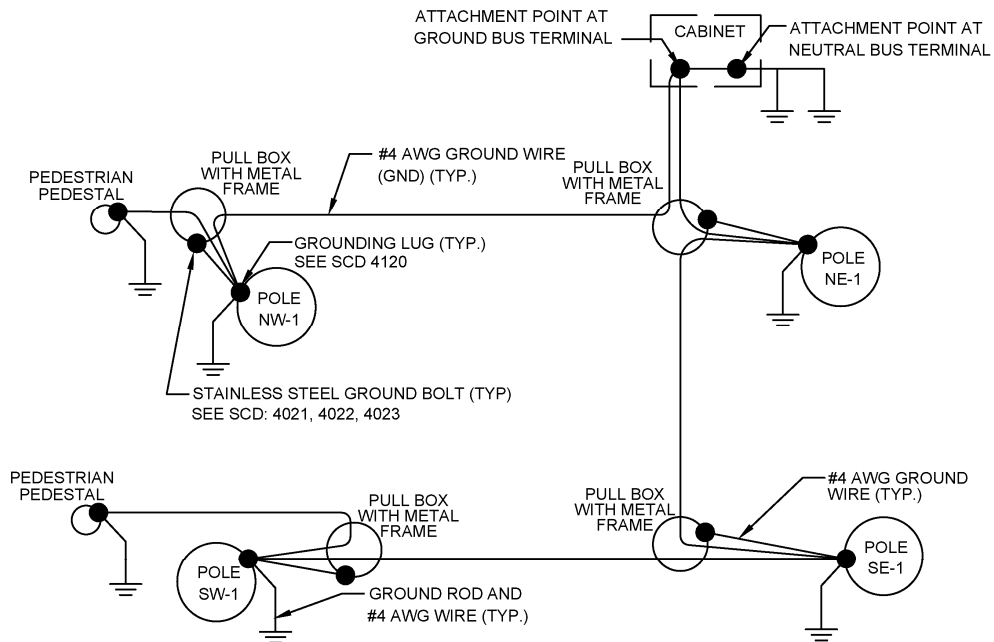 ATTACHMENT POINT AT
GROUND BUS TERMINAL
CABINET
ATTACHMENT POINT AT
NEUTRAL BUS TERMINAL
PEDESTRIAN
PEDESTAL
PULL BOX
WITH METAL
FRAME
#4 AWG GROUND WIRE
(GND) (TYP.)
PULL BOX
WITH METAL
FRAME
GROUNDING LUG (TYP.)
SEE SCD 4120
POLE
NW-1
POLE
NE-1
STAINLESS STEEL GROUND BOLT (TYP)
SEE SCD: 4021, 4022, 4023
PEDESTRIAN
PEDESTAL
PULL BOX
WITH METAL
FRAME
PULL BOX
WITH METAL
FRAME
#4 AWG GROUND
WIRE (TYP.)
POLE
SW-1
POLE
SE-1
GROUND ROD AND
#4 AWG WIRE (TYP.)